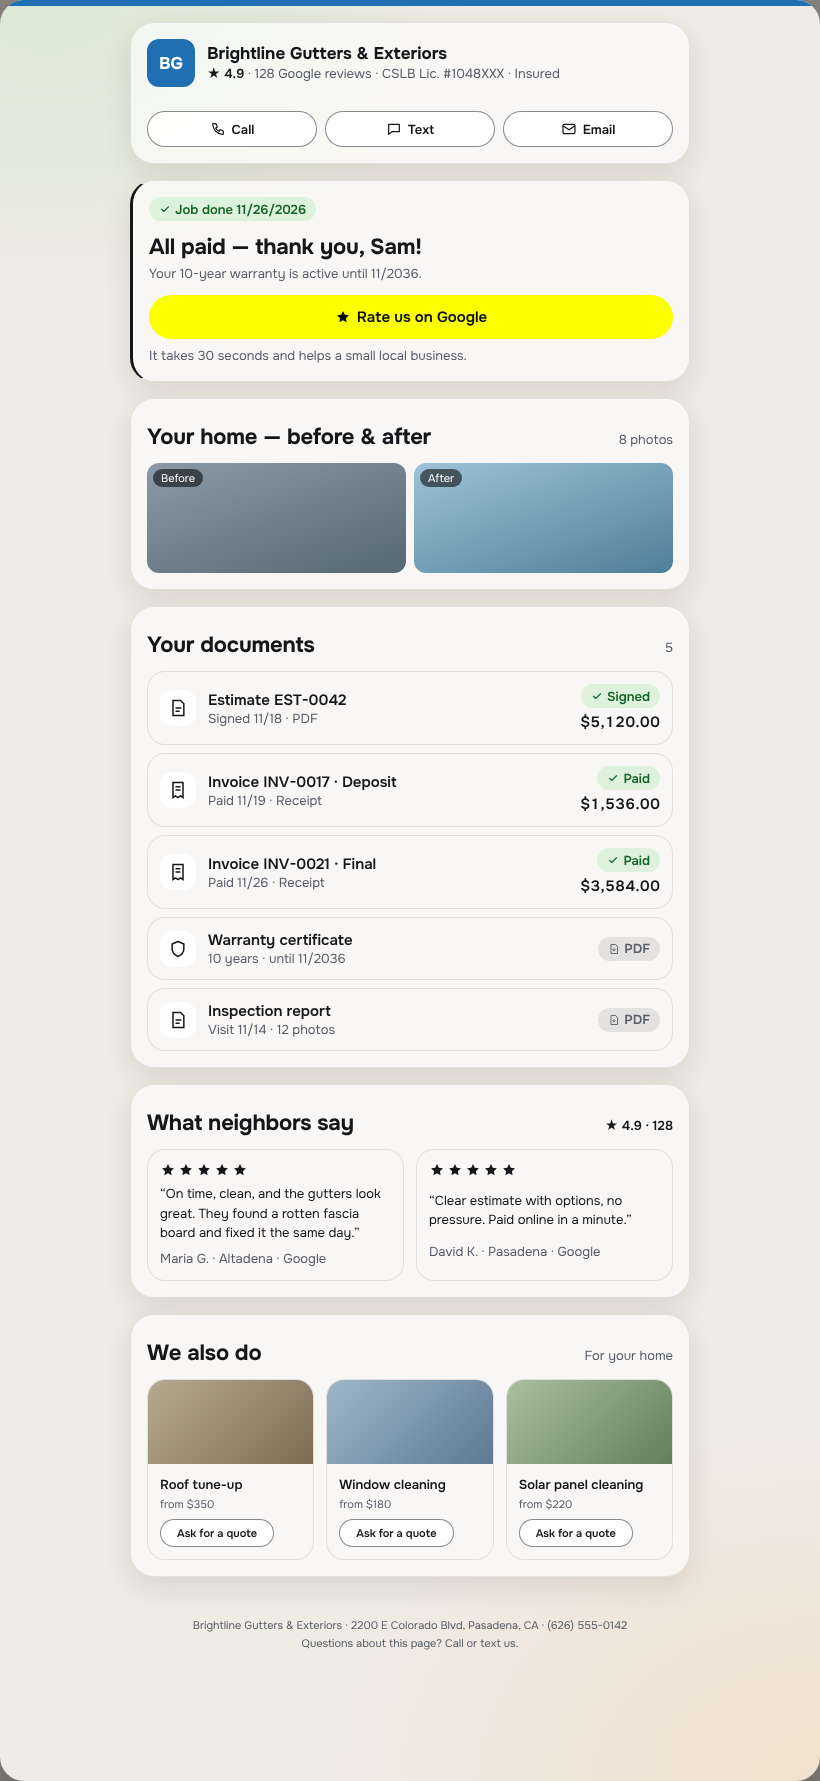 BG
Brightline Gutters & Exteriors
★ 4.9 · 128 Google reviews · CSLB Lic. #1048XXX · Insured
Call
Text
Email
Job done 11/26/2026
All paid — thank you, Sam!
Your 10-year warranty is active until 11/2036.
★ Rate us on Google
It takes 30 seconds and helps a small local business.
Your home — before & after
8 photos
Before
After
Your documents
5
Estimate EST-0042
Signed 11/18 · PDF
✓ Signed
$5,120.00
Invoice INV-0017 · Deposit
Paid 11/19 · Receipt
✓ Paid
$1,536.00
Invoice INV-0021 · Final
Paid 11/26 · Receipt
✓ Paid
$3,584.00
Warranty certificate
10 years · until 11/2036
PDF
Inspection report
Visit 11/14 · 12 photos
PDF
What neighbors say
★ 4.9 · 128
★ ★ ★ ★ ★
“On time, clean, and the gutters look
great. They found a rotten fascia
board and fixed it the same day.”
Maria G. · Altadena · Google
★ ★ ★ ★ ★
“Clear estimate with options, no
pressure. Paid online in a minute.”
David K. · Pasadena · Google
We also do
For your home
Roof tune-up
from $350
Ask for a quote
Window cleaning
from $180
Ask for a quote
Solar panel cleaning
from $220
Ask for a quote
Brightline Gutters & Exteriors · 2200 E Colorado Blvd, Pasadena, CA · (626) 555-0142
Questions about this page? Call or text us.